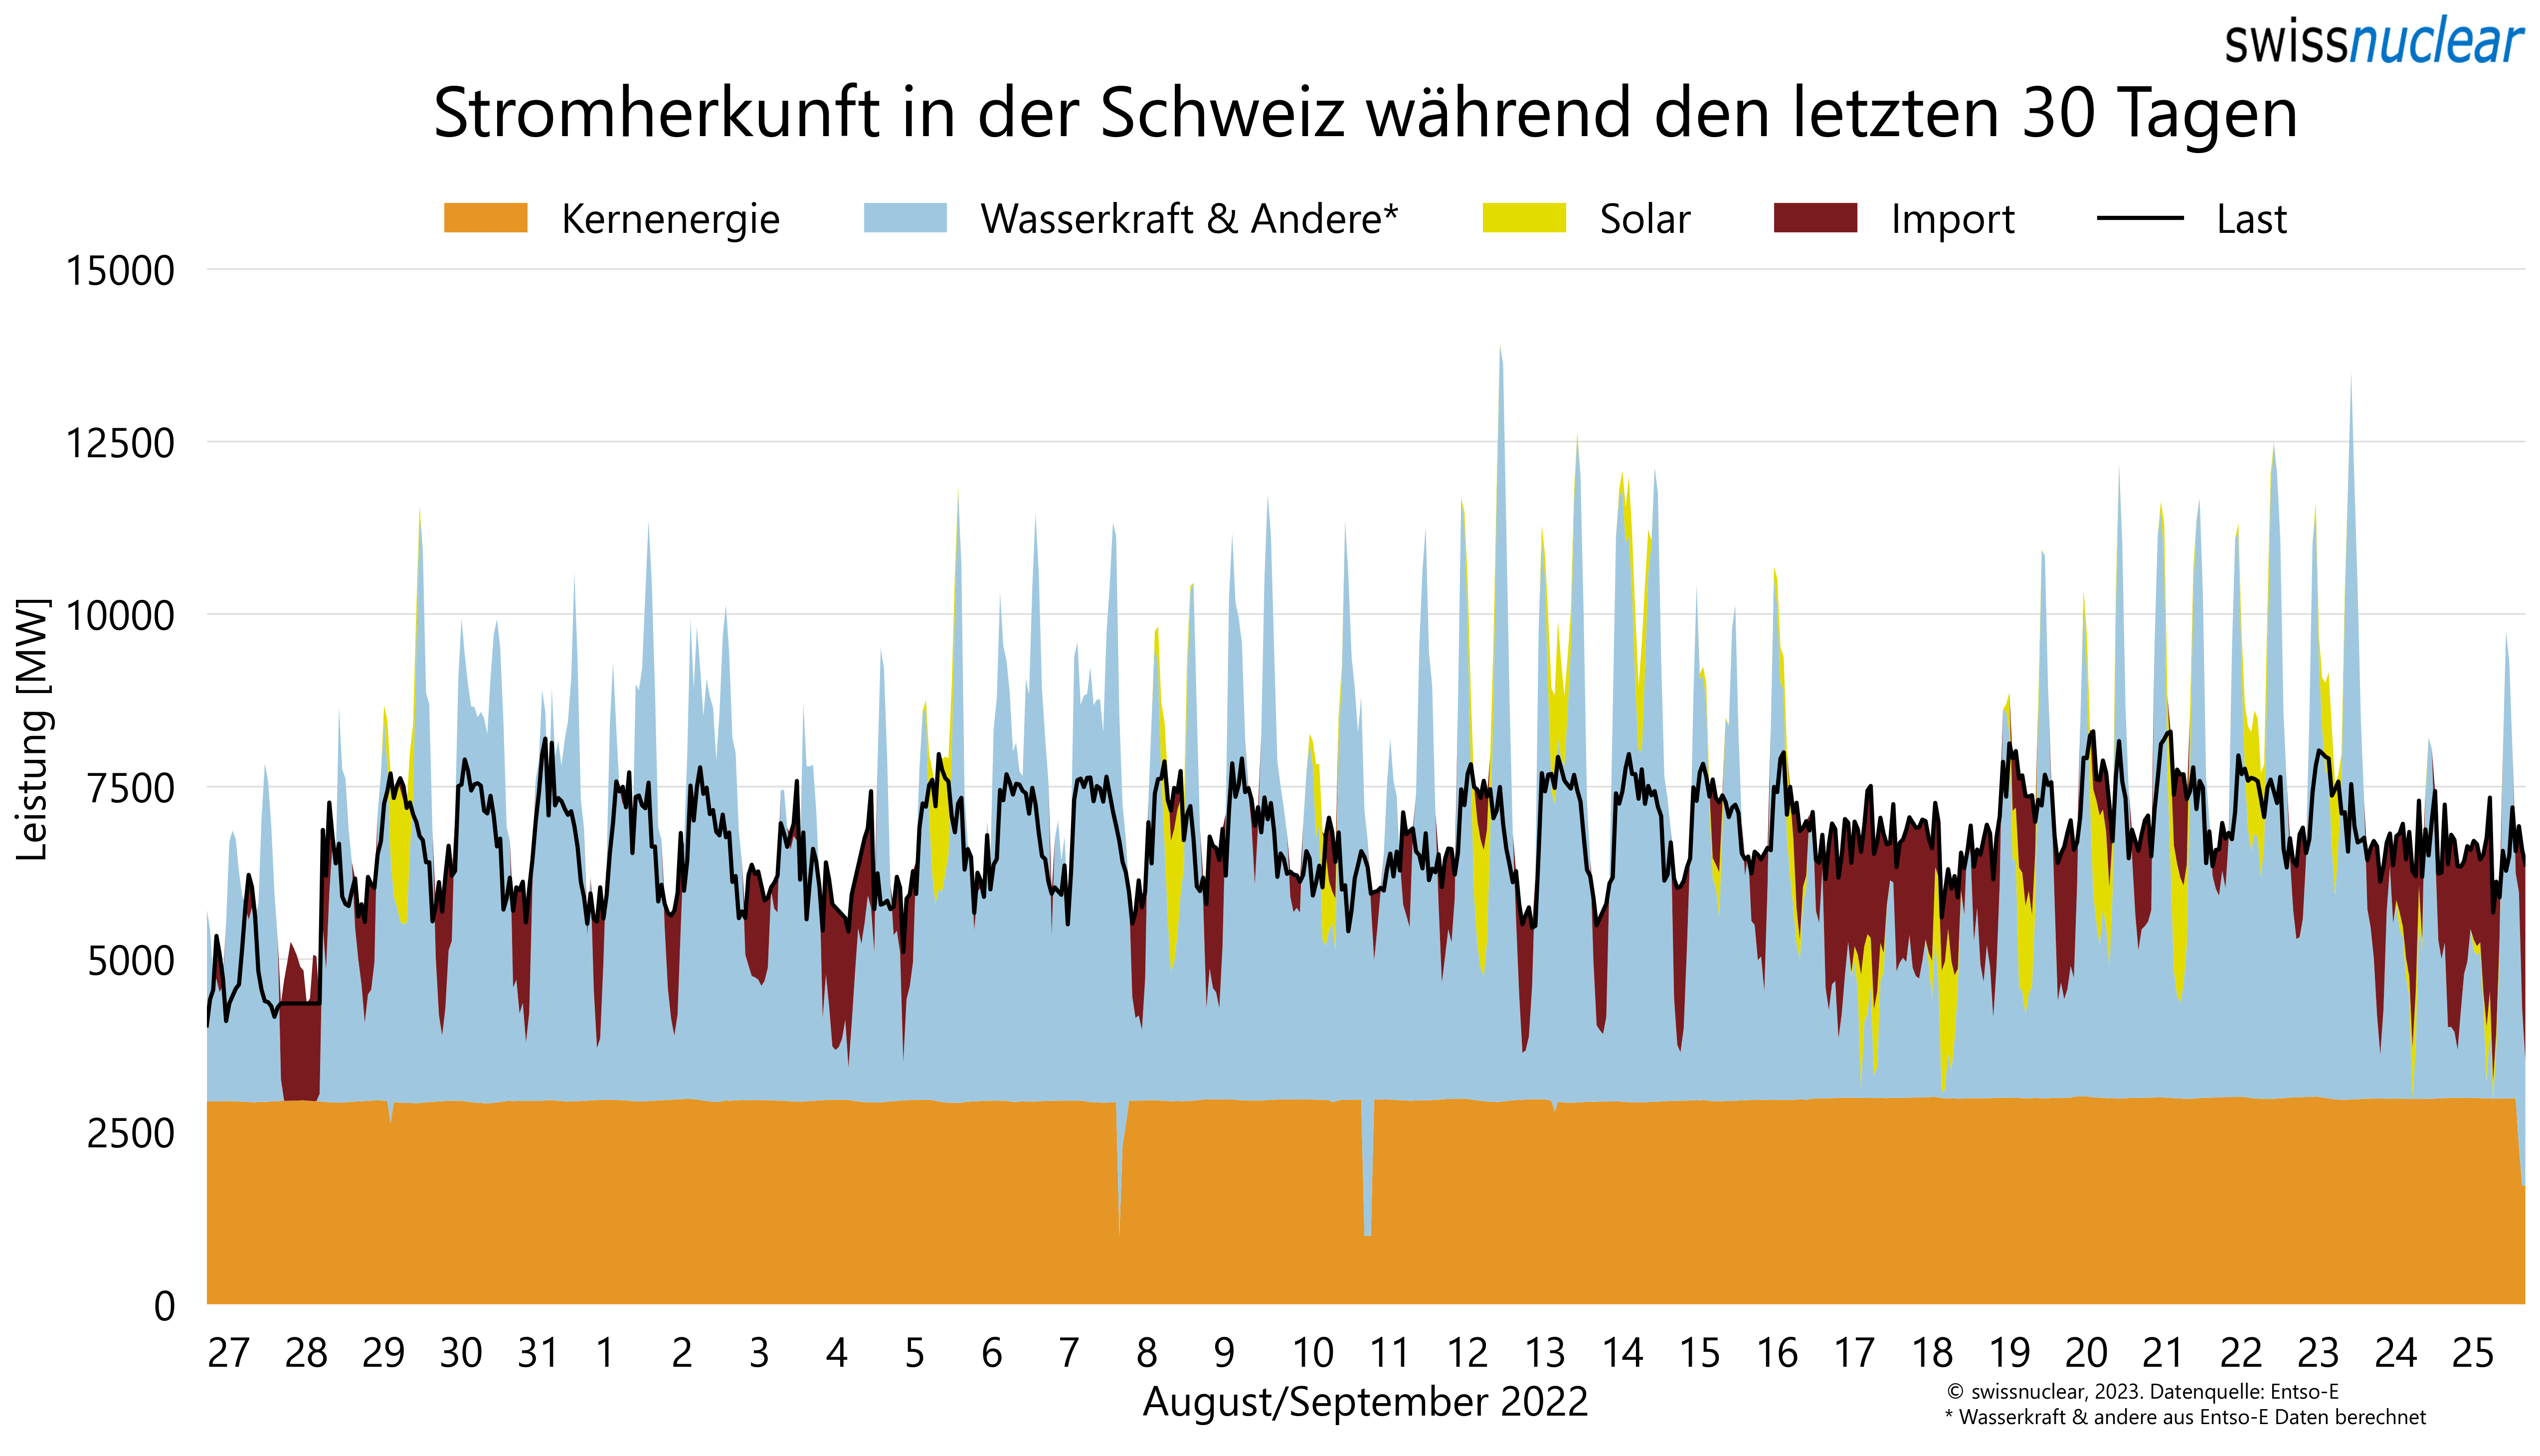 swissnuclear
Stromherkunft in der Schweiz während den letzten 30 Tagen
Kernenergie Wasserkraft & Andere* Solar Import Last
15000
12500
10000
7500
5000
2500
0
Leistung [MW]
27 28 29 30 31 1 2 3 4 5 6 7 8 9 10 11 12 13 14 15 16 17 18 19 20 21 22 23 24 25
August/September 2022
© swissnuclear, 2023. Datenquelle: Entso-E
* Wasserkraft & andere aus Entso-E Daten berechnet